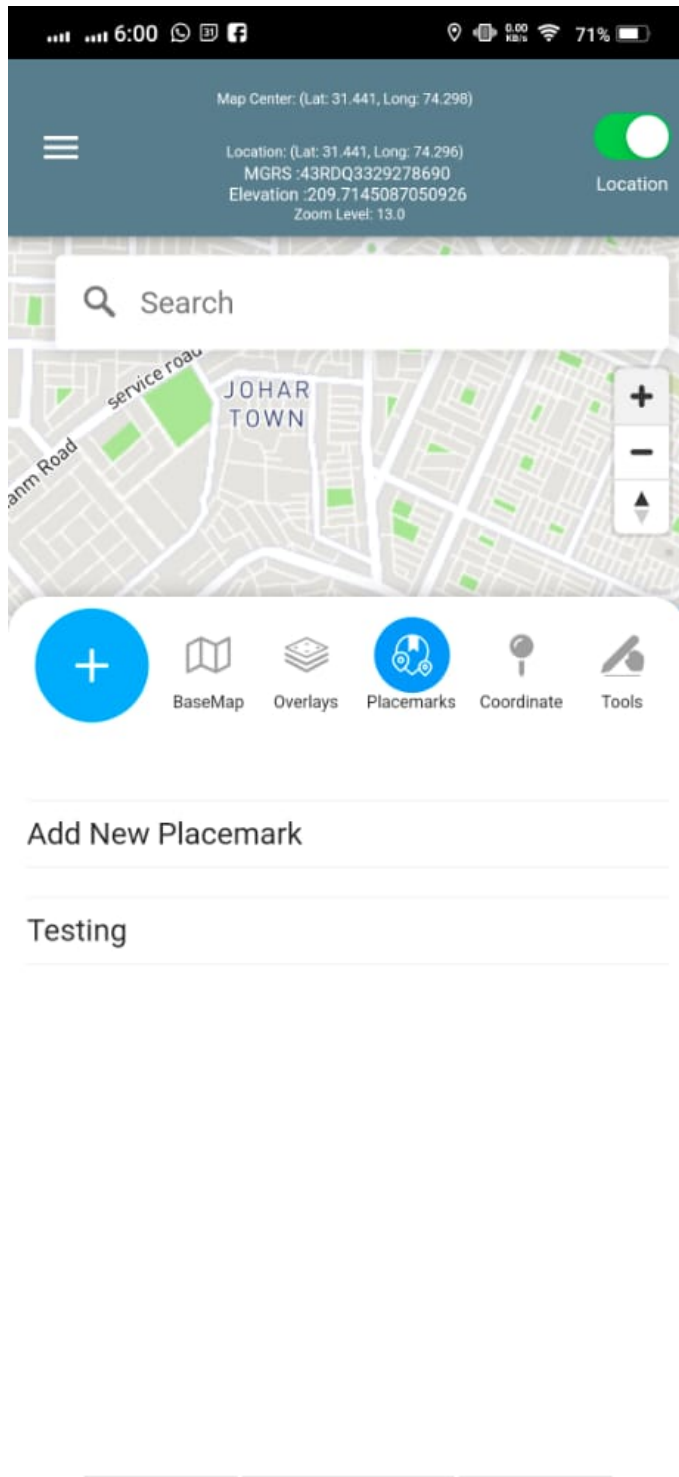 6:00
31
0.00
KB/s
71%
Map Center: (Lat: 31.441, Long: 74.298)
Location: (Lat: 31.441, Long: 74.296)
MGRS :43RDQ3329278690
Elevation :209.7145087050926
Zoom Level: 13.0
Location
Search
service road
JOHAR
TOWN
anm Road
+
BaseMap
Overlays
Placemarks
Coordinate
Tools
Add New Placemark
Testing